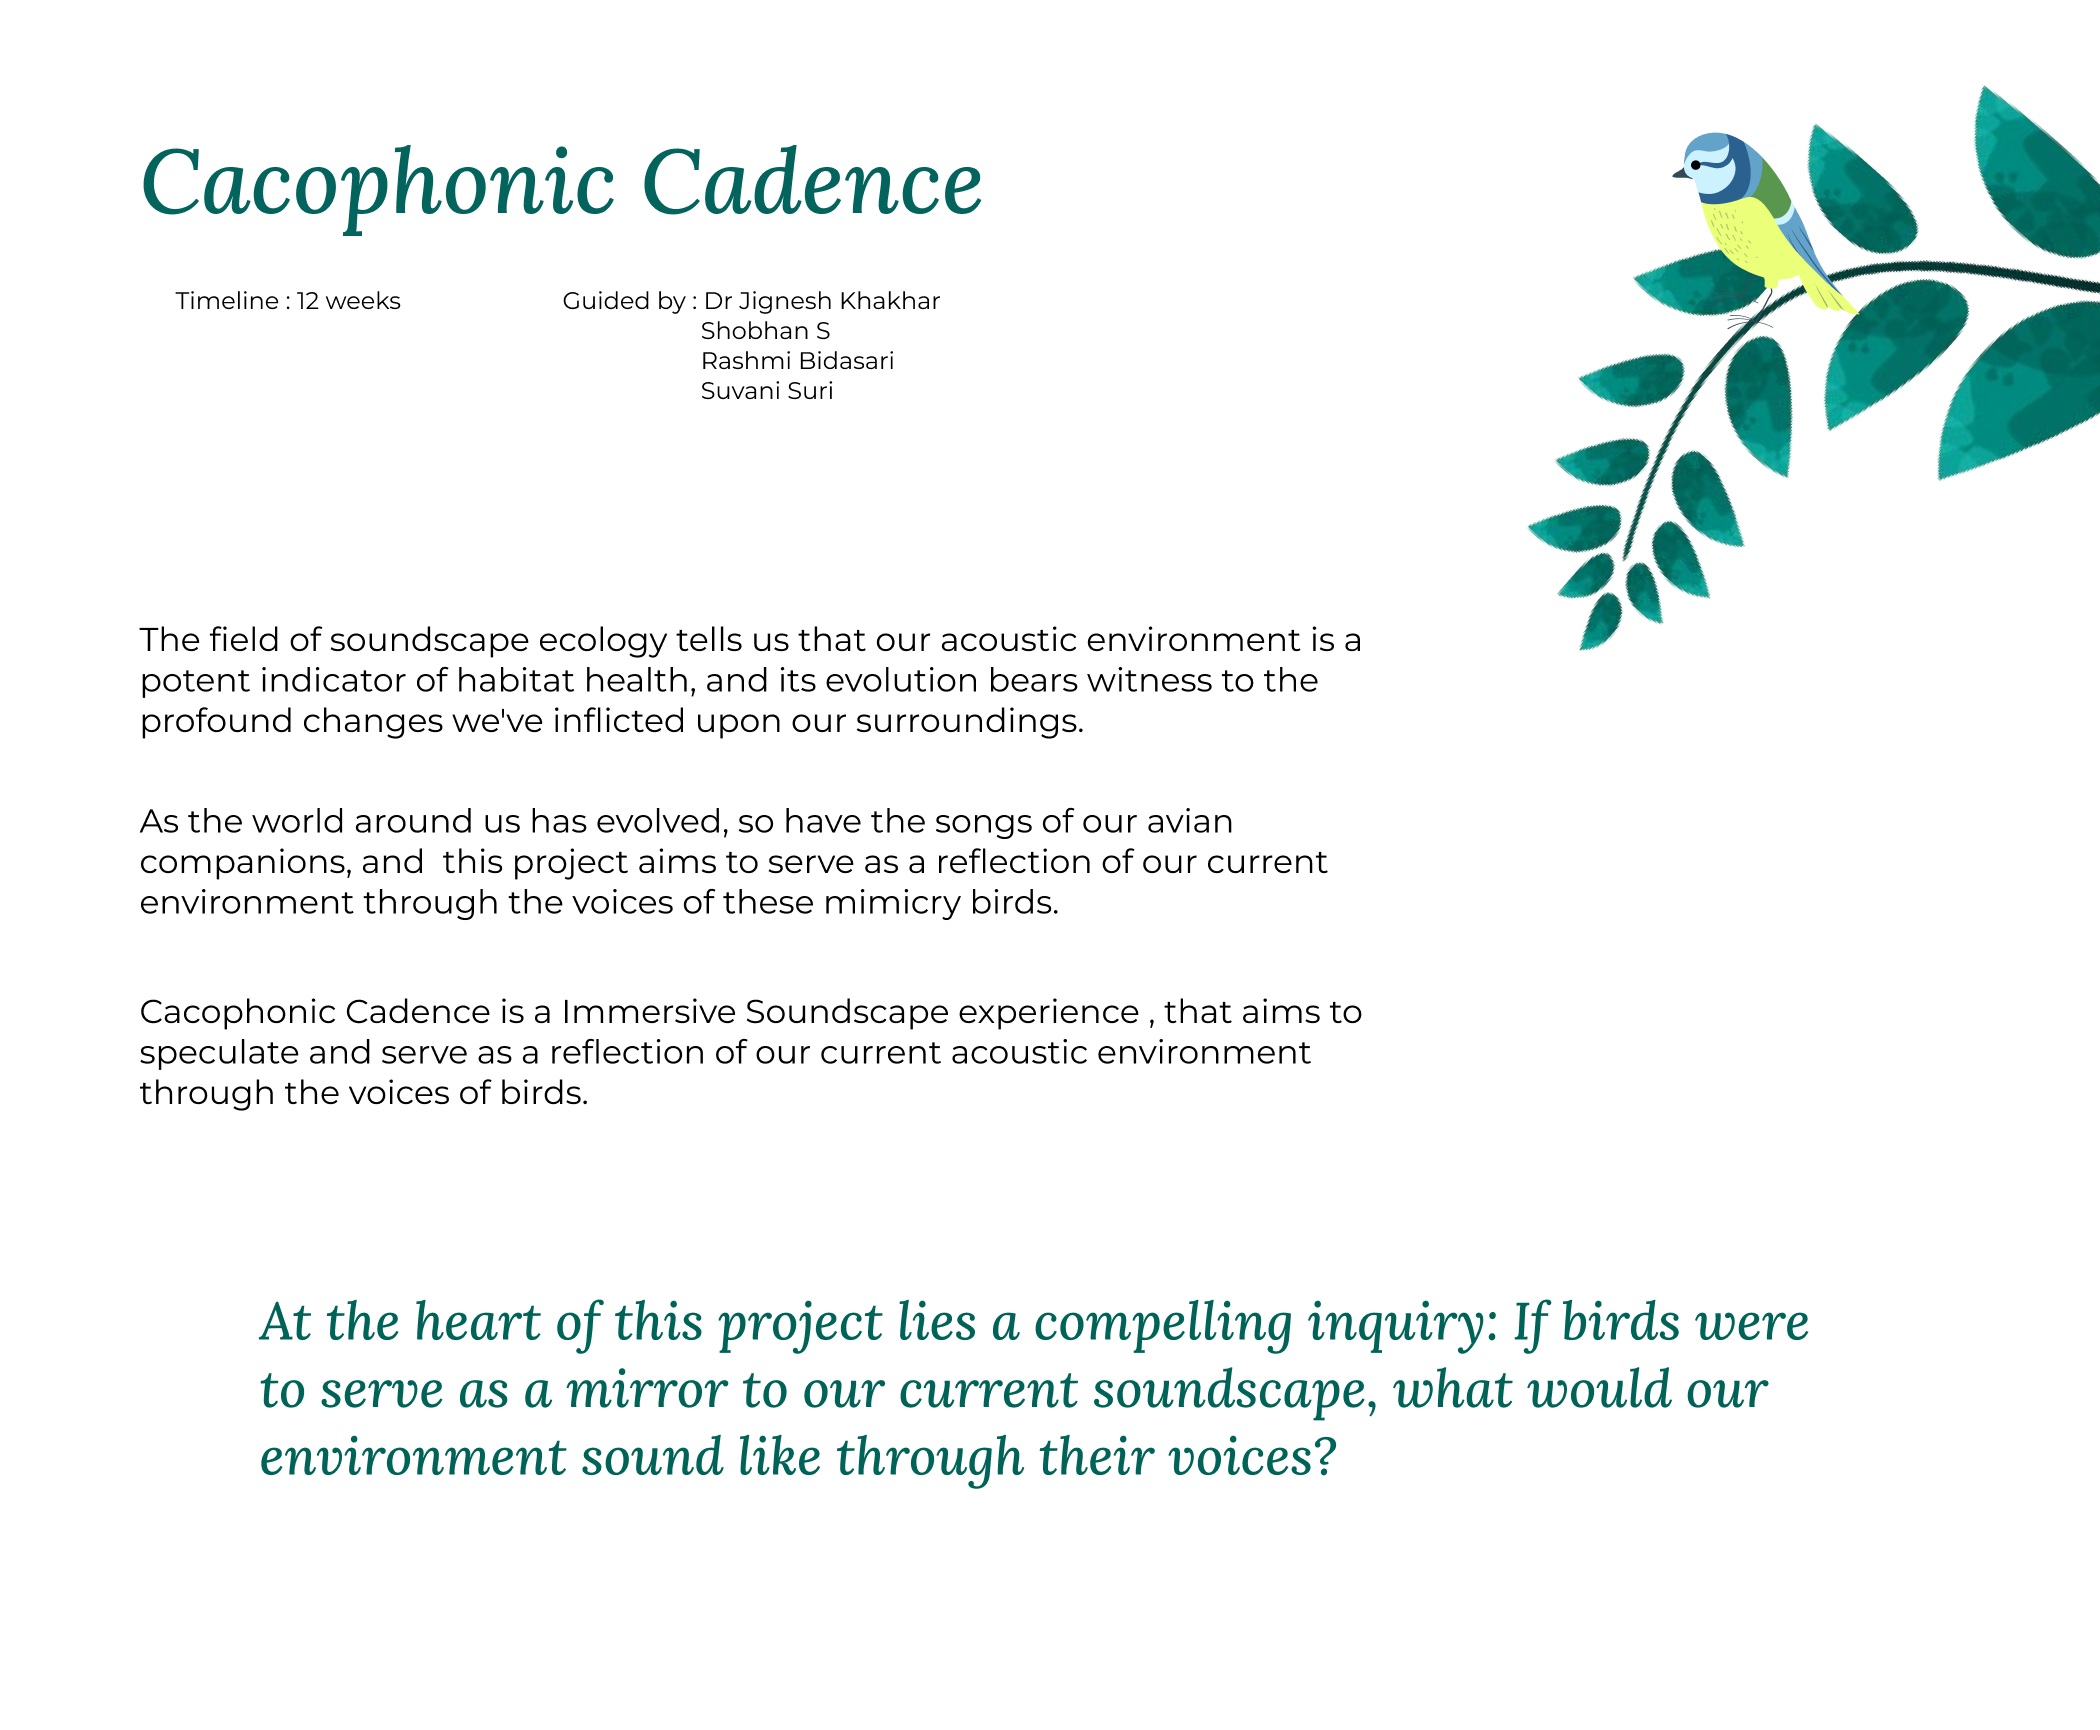 Cacophonic Cadence
Timeline : 12 weeks
Guided by : Dr Jignesh Khakhar
Shobhan S
Rashmi Bidasari
Suvani Suri
The field of soundscape ecology tells us that our acoustic environment is a
potent indicator of habitat health, and its evolution bears witness to the
profound changes we've inflicted upon our surroundings.
As the world around us has evolved, so have the songs of our avian
companions, and  this project aims to serve as a reflection of our current
environment through the voices of these mimicry birds.
Cacophonic Cadence is a Immersive Soundscape experience , that aims to
speculate and serve as a reflection of our current acoustic environment
through the voices of birds.
At the heart of this project lies a compelling inquiry: If birds were
to serve as a mirror to our current soundscape, what would our
environment sound like through their voices?